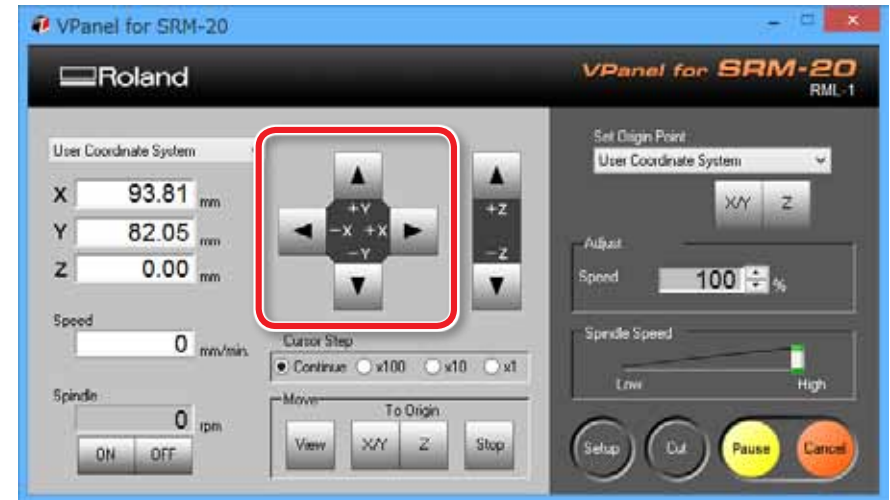 VPanel for SRM-20
Roland
VPanel for SRM-20
RML-1
User Coordinate System
X 93.81 mm
Y 82.05 mm
Z 0.00 mm
Speed
0 mm/min.
Spindle
0 rpm
ON OFF
+Y
-X +X
-Y
+Z
-Z
Cursor Step
Continue x100 x10 x1
Move
To Origin
View X/Y Z Stop
Set Origin Point
User Coordinate System
X/Y Z
Adjust
Speed 100 %
Spindle Speed
Low High
Setup Cut Pause Cancel